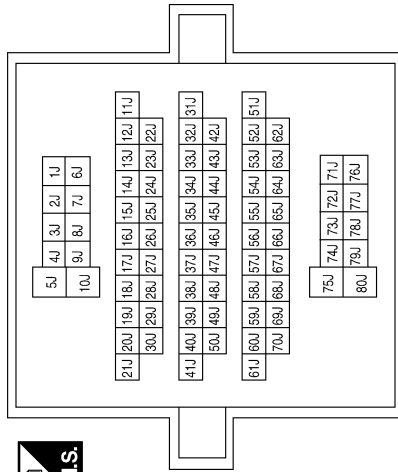 I.S.
5J 4J 3J 2J 1J
10J 9J 8J 7J 6J
21J 20J 19J 18J 17J 16J 15J 14J 13J 12J 11J
30J 29J 28J 27J 26J 25J 24J 23J 22J
41J 40J 39J 38J 37J 36J 35J 34J 33J 32J 31J
50J 49J 48J 47J 46J 45J 44J 43J 42J
61J 60J 59J 58J 57J 56J 55J 54J 53J 52J 51J
70J 69J 68J 67J 66J 65J 64J 63J 62J
75J 74J 73J 72J 71J
80J 79J 78J 77J 76J